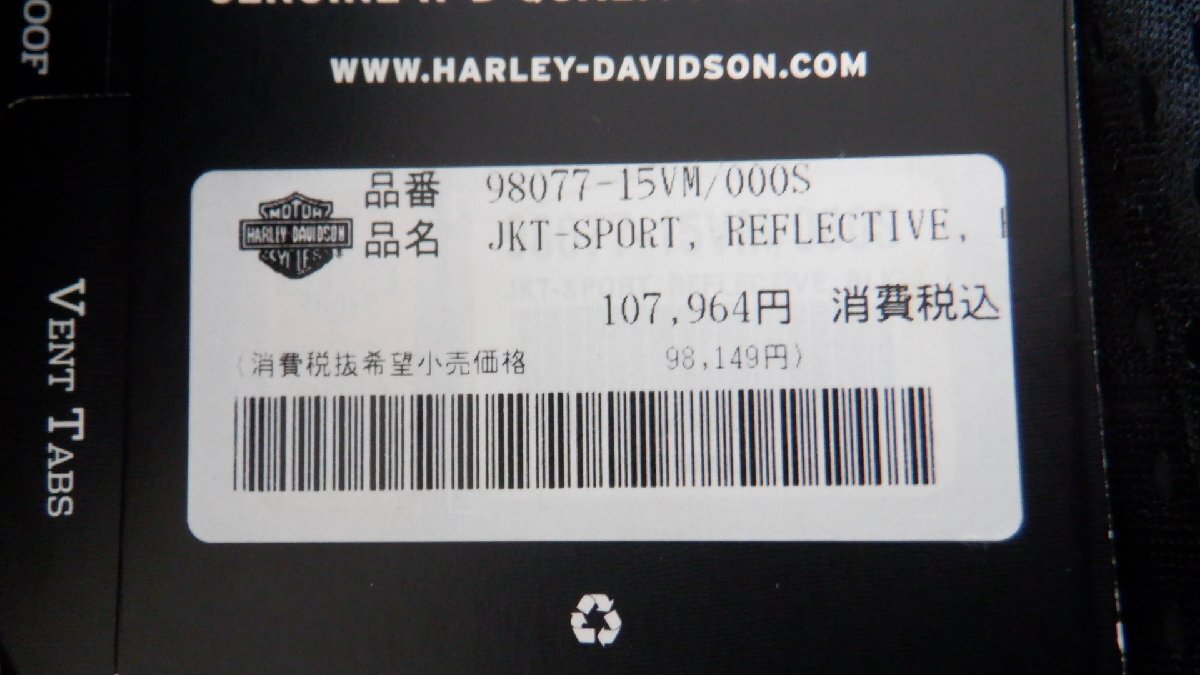 OOF
WWW.HARLEY-DAVIDSON.COM
MOTOR
HARLEY-DAVIDSON
品番 98077-15VM/000S
品名 JKT-SPORT, REFLECTIVE,
107,964円 消費税込
(消費税抜希望小売価格 98,149円)
VENT TABS